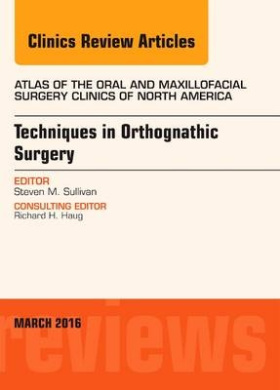 Clinics Review Articles
ATLAS OF THE ORAL AND MAXILLOFACIAL
SURGERY CLINICS OF NORTH AMERICA
Techniques in Orthognathic
Surgery
EDITOR
Steven M. Sullivan
CONSULTING EDITOR
Richard H. Haug
MARCH 2016
reviews